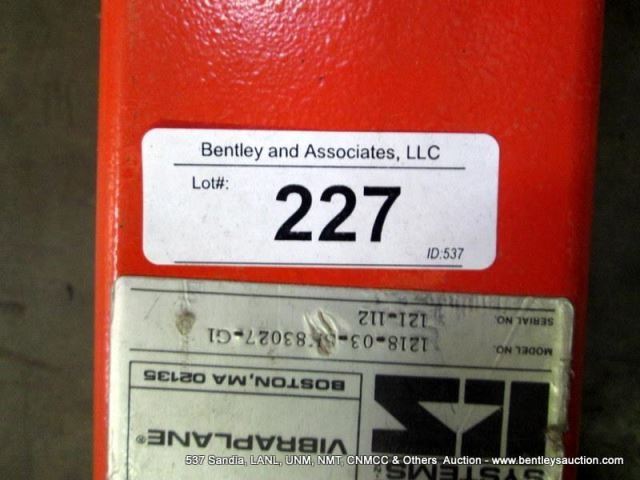 Bentley and Associates, LLC
Lot#:
227
ID:537
SERIAL NO.
121-112
MODEL NO.
BOSTON, MA 02135
VIBRAPLANE®
SYSTEMS
537 Sandia, LANL, UNM, NMT, CNMCC & Others Auction - www.bentleysauction.com